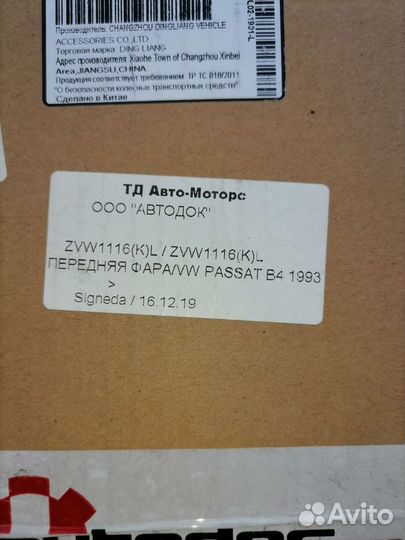 Производитель: CHANGZHOU DINGLIANG VEHICLE
ACCESSORIES CO.,LTD
Торговая марка: DING LIANG
Адрес производителя: Xiaohe Town of Changzhou Xinbei
Area,JIANGSU,CHINA
Продукция соответствует требованием ТР ТС 018/2011
"О безопасности колесных транспортных средств"
Сделано в Китае
ТД Авто-Моторс
ООО "АВТОДОК"
ZVW1116(K)L / ZVW1116(K)L
ПЕРЕДНЯЯ ФАРА/VW PASSAT B4 1993
>
Signeda / 16.12.19
autodoc
Avito